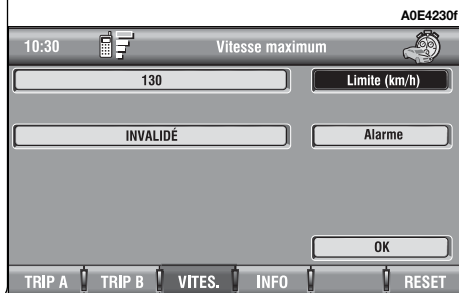 A0E4230f
10:30 Vitesse maximum
130 Limite (km/h)
INVALIDÉ Alarme
OK
TRIP A TRIP B VITES. INFO RESET